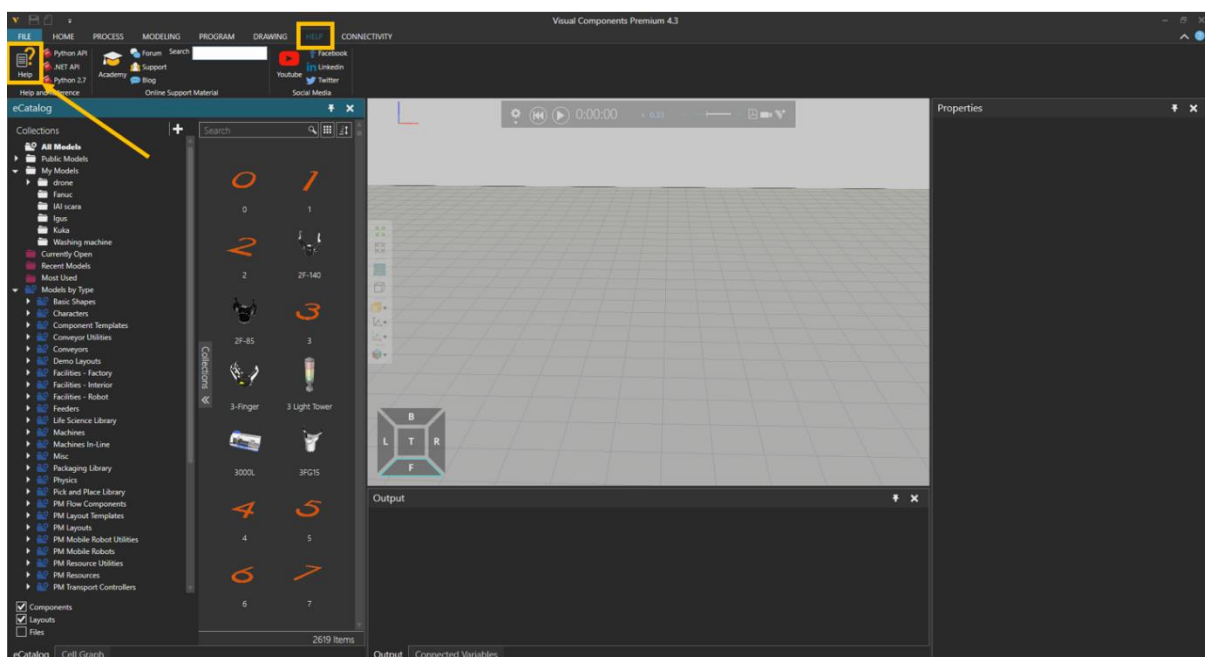 Visual Components Premium 4.3
FILE HOME PROCESS MODELING PROGRAM DRAWING HELP CONNECTIVITY
Help
Python API
.NET API
Python 2.7
Help and Reference
Academy
Forum
Support
Blog
Search
Online Support Material
Youtube
Facebook
Linkedin
Twitter
Social Media
eCatalog
Collections
All Models
Public Models
My Models
drone
Fanuc
IAI scara
Igus
Kuka
Washing machine
Currently Open
Recent Models
Most Used
Models by Type
Basic Shapes
Characters
Component Templates
Conveyor Utilities
Conveyors
Demo Layouts
Facilities - Factory
Facilities - Interior
Facilities - Robot
Feeders
Life Science Library
Machines
Machines In-Line
Misc
Packaging Library
Physics
Pick and Place Library
PM Flow Components
PM Layout Templates
PM Layouts
PM Mobile Robot Utilities
PM Mobile Robots
PM Resource Utilities
PM Resources
PM Transport Controllers
Components
Layouts
Files
eCatalog Cell Graph
Collections
Search
0 1
0 1
2
2 2F-140
3
2F-85 3
3-Finger 3 Light Tower
3000L 3FG15
4 5
4 5
6 7
6 7
2619 Items
0:00:00
x 0.33
B
L T R
F
Output
Output Connected Variables
Properties